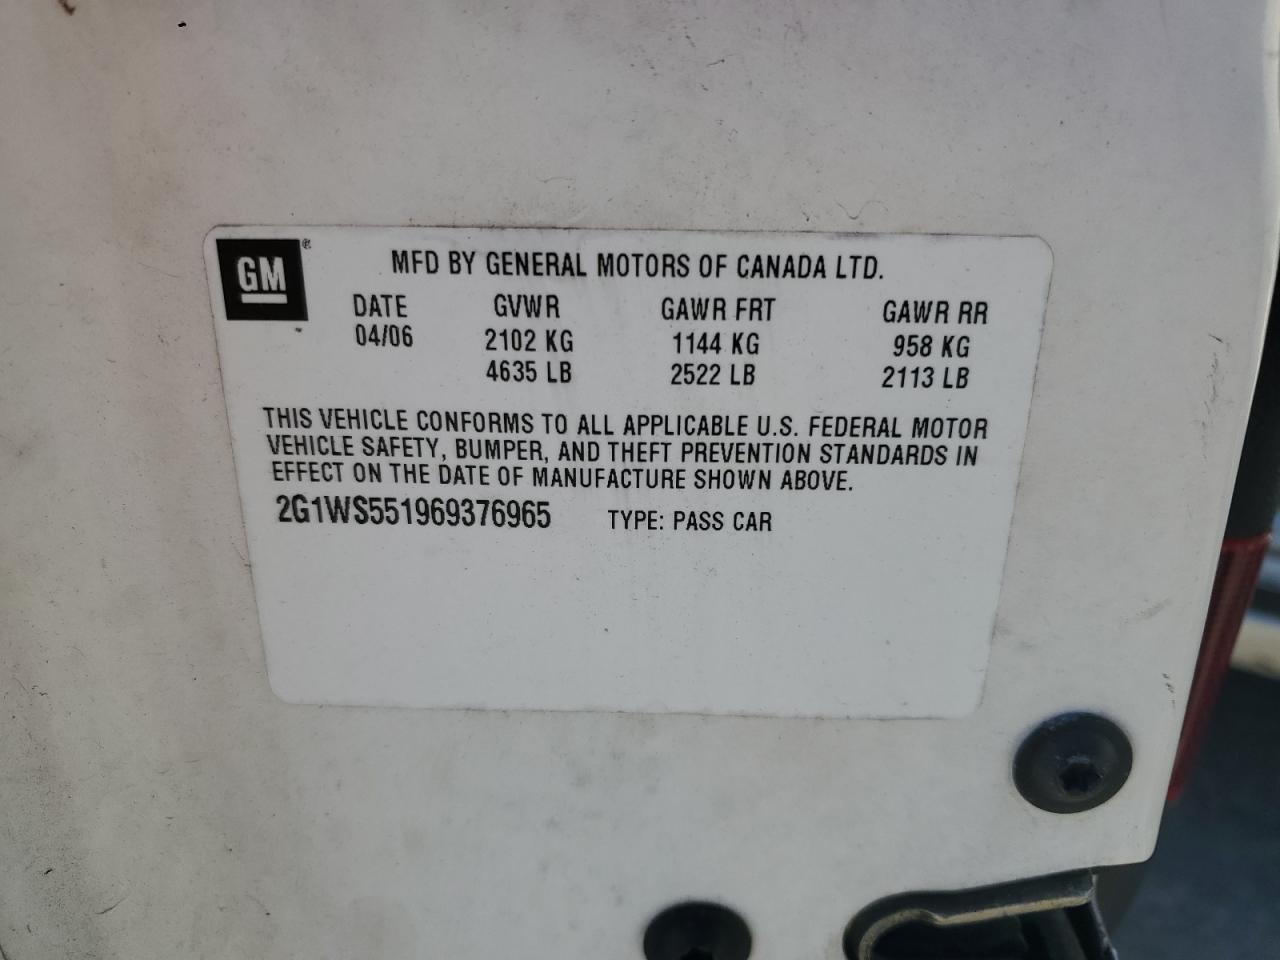 GM®
MFD BY GENERAL MOTORS OF CANADA LTD.
DATE GVWR GAWR FRT GAWR RR
04/06 2102 KG 1144 KG 958 KG
4635 LB 2522 LB 2113 LB
THIS VEHICLE CONFORMS TO ALL APPLICABLE U.S. FEDERAL MOTOR
VEHICLE SAFETY, BUMPER, AND THEFT PREVENTION STANDARDS IN
EFFECT ON THE DATE OF MANUFACTURE SHOWN ABOVE.
2G1WS551969376965 TYPE: PASS CAR